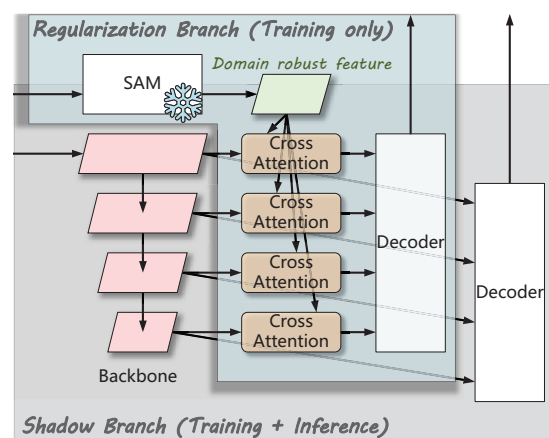 Regularization Branch (Training only)
SAM
Domain robust feature
Cross
Attention
Cross
Attention
Cross
Attention
Cross
Attention
Decoder
Decoder
Backbone
Shadow Branch (Training + Inference)